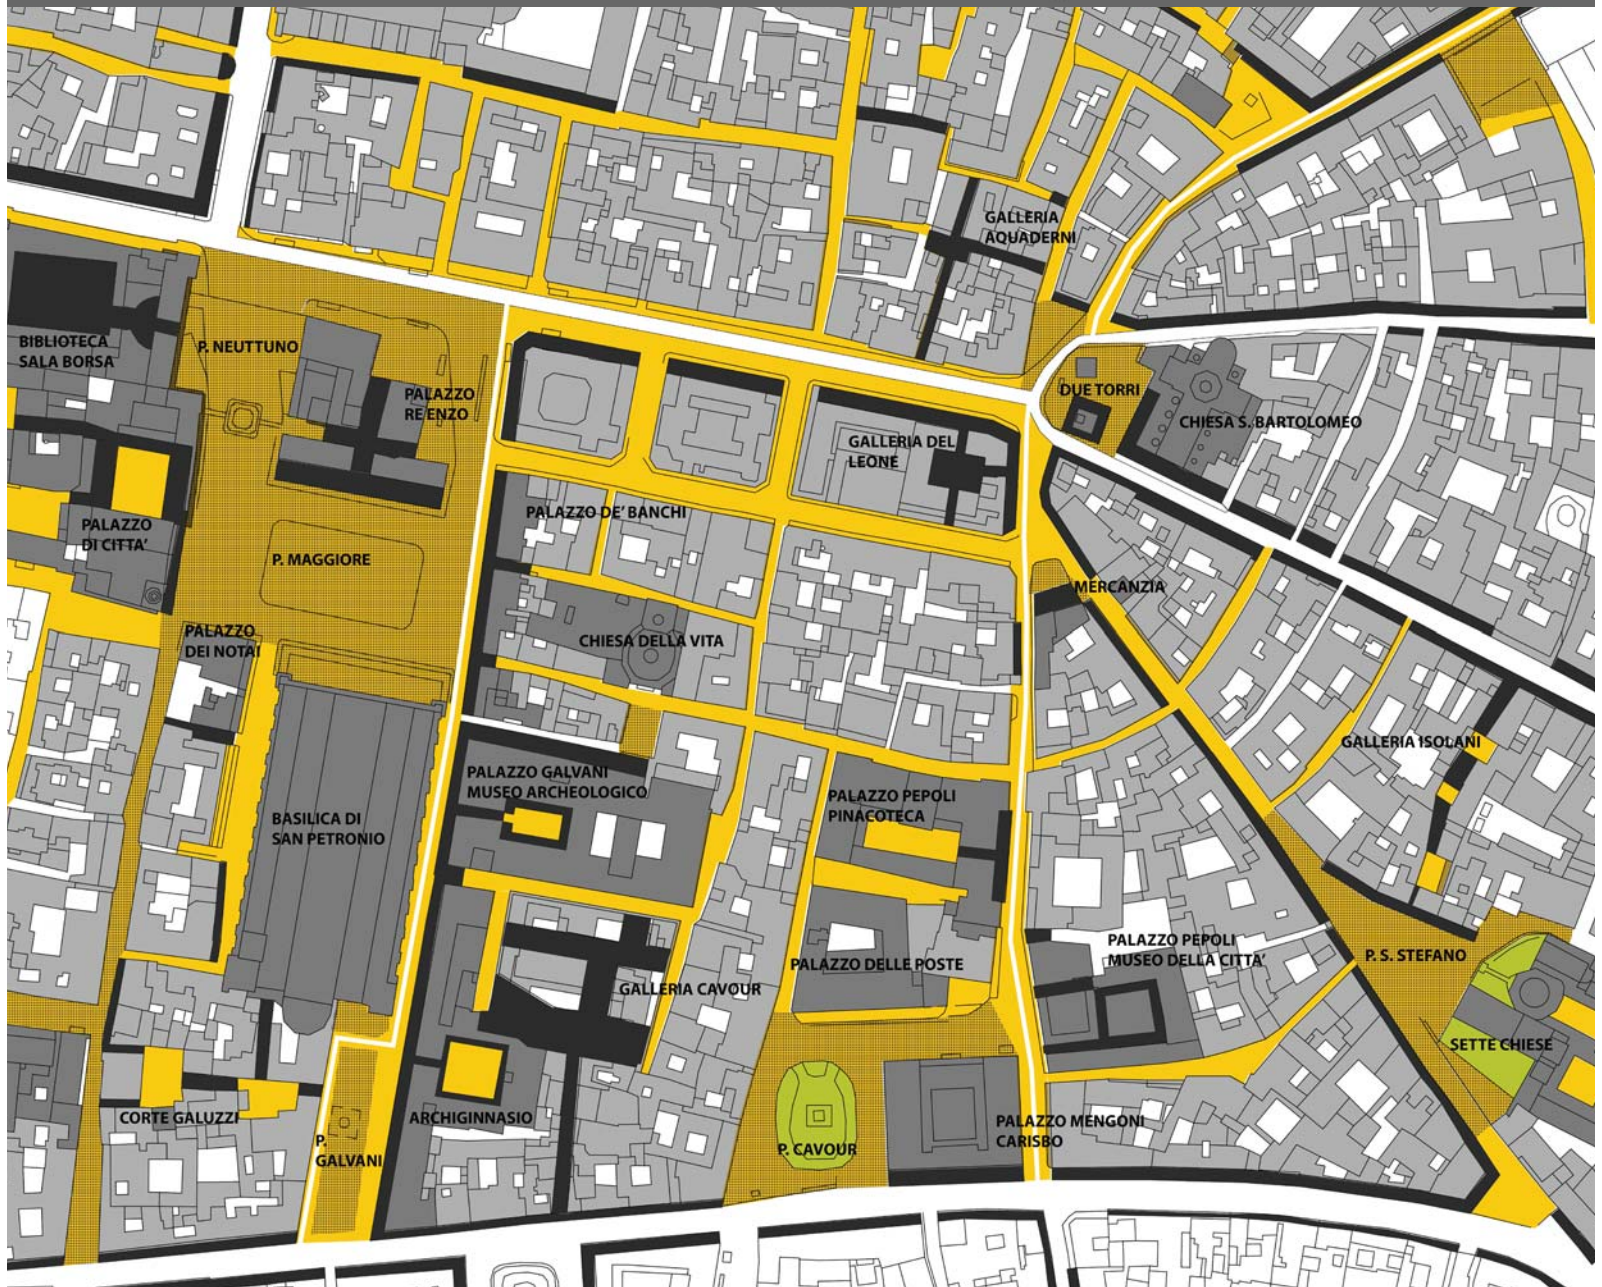 GALLERIA
AQUADERNI
BIBLIOTECA
SALA BORSA
P. NEUTTUNO
PALAZZO
RE ENZO
DUE TORRI
CHIESA S. BARTOLOMEO
GALLERIA DEL
LEONE
PALAZZO
DI CITTA'
PALAZZO DE' BANCHI
P. MAGGIORE
MERCANZIA
PALAZZO
DEI NOTAI
CHIESA DELLA VITA
GALLERIA ISOLANI
PALAZZO GALVANI
MUSEO ARCHEOLOGICO
PALAZZO PEPOLI
PINACOTECA
BASILICA DI
SAN PETRONIO
PALAZZO PEPOLI
MUSEO DELLA CITTA'
P. S. STEFANO
PALAZZO DELLE POSTE
GALLERIA CAVOUR
SETTE CHIESE
CORTE GALUZZI
ARCHIGINNASIO
P.
GALVANI
P. CAVOUR
PALAZZO MENGONI
CARISBO